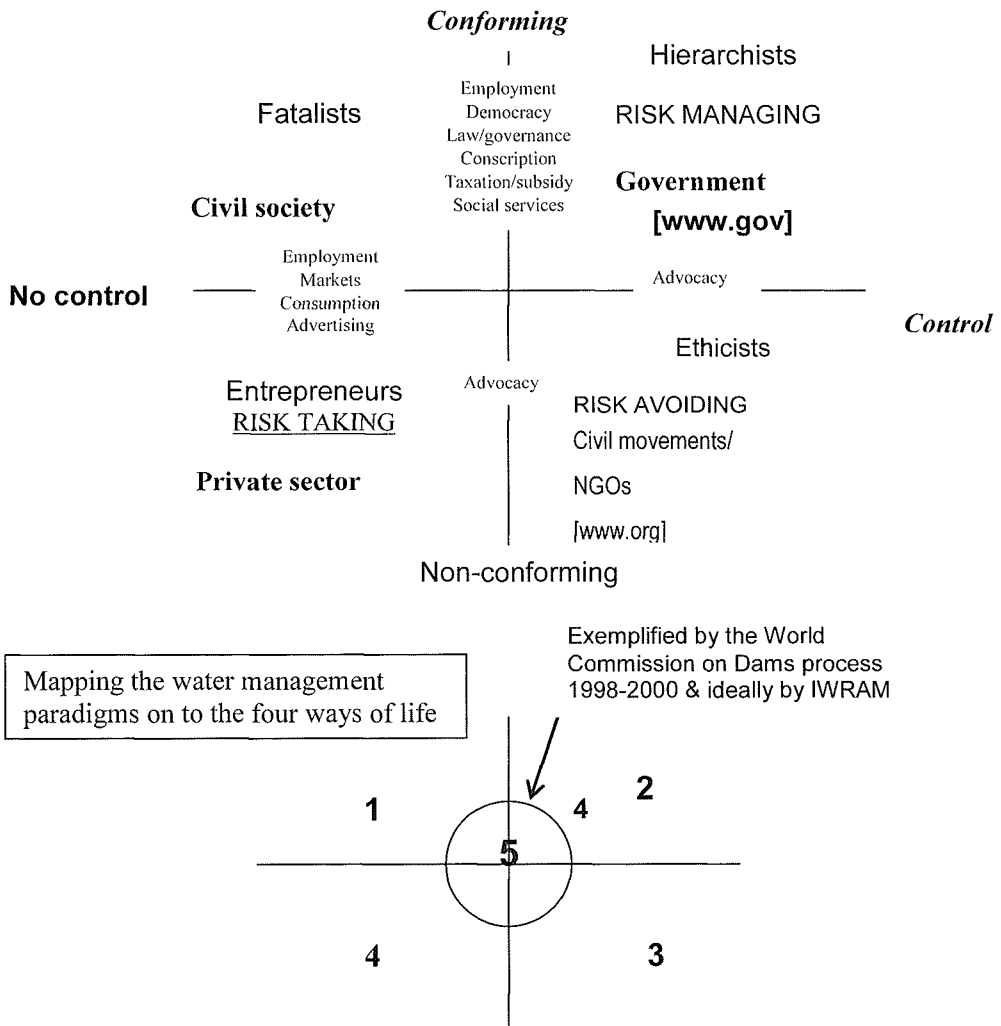 Conforming
Hierarchists
Fatalists
Employment
Democracy
Law/governance
Conscription
Taxation/subsidy
Social services
RISK MANAGING
Civil society
Government
[www.gov]
No control
Employment
Markets
Consumption
Advertising
Advocacy
Control
Ethicists
Entrepreneurs
RISK TAKING
Advocacy
RISK AVOIDING
Civil movements/
Private sector
NGOs
[www.org]
Non-conforming
Mapping the water management
paradigms on to the four ways of life
Exemplified by the World
Commission on Dams process
1998-2000 & ideally by IWRAM
1
4
2
5
4
3